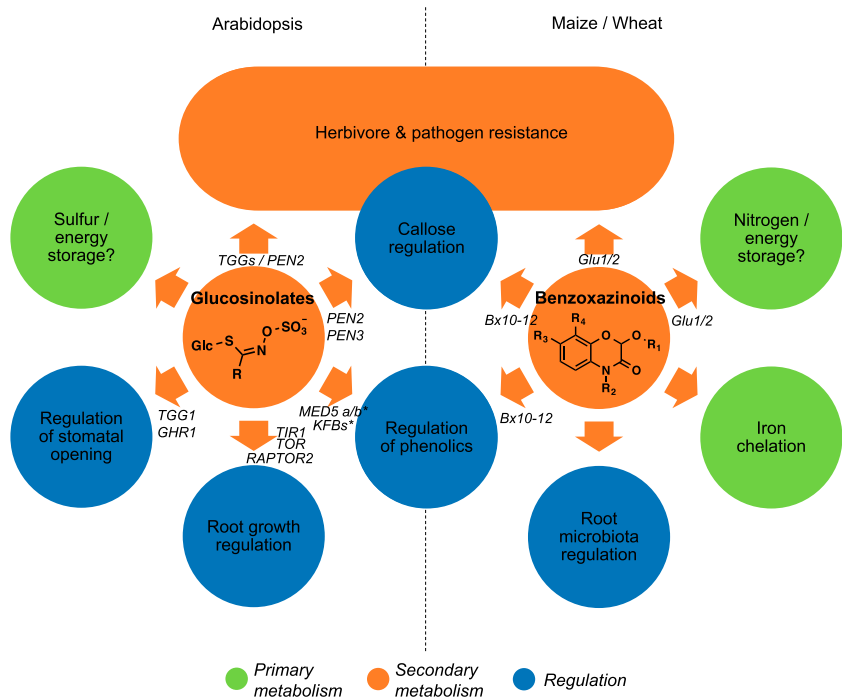 Arabidopsis
Maize / Wheat
Herbivore & pathogen resistance
Sulfur /
energy
storage?
Callose
regulation
Nitrogen /
energy
storage?
TGGs / PEN2
Glu1/2
Glucosinolates
Benzoxazinoids
PEN2
PEN3
Bx10-12
Glu1/2
Glc
S
N
O
SO3−
R
R4
R3
O
O
R1
N
O
R2
Regulation
of stomatal
opening
TGG1
GHR1
MED5 a/b*
KFBs*
TIR1
TOR
RAPTOR2
Regulation
of phenolics
Bx10-12
Iron
chelation
Root growth
regulation
Root
microbiota
regulation
Primary
metabolism
Secondary
metabolism
Regulation